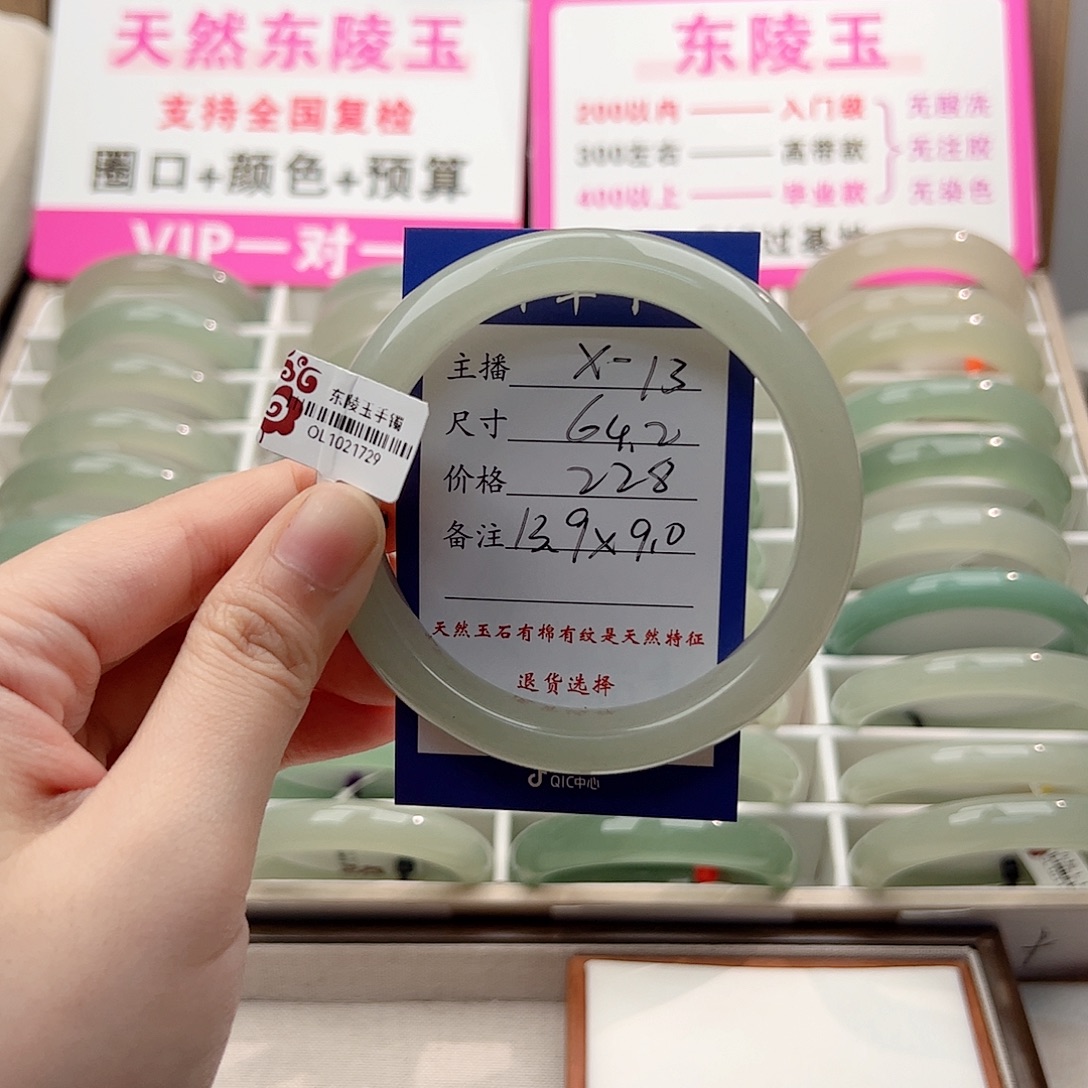 天然东陵玉
支持全国复检
圈口+颜色+预算
VIP一对一
东陵玉
200以内 入门级
300左右 高带款
400以上 毕业款
无酸洗
无注胶
无染色
过基地
东陵玉手镯
OL1021729
主播 X-13
尺寸 64.2
价格 228
备注 13.9×9.0
天然玉石有棉有纹是天然特征
退货选择
QIC中心